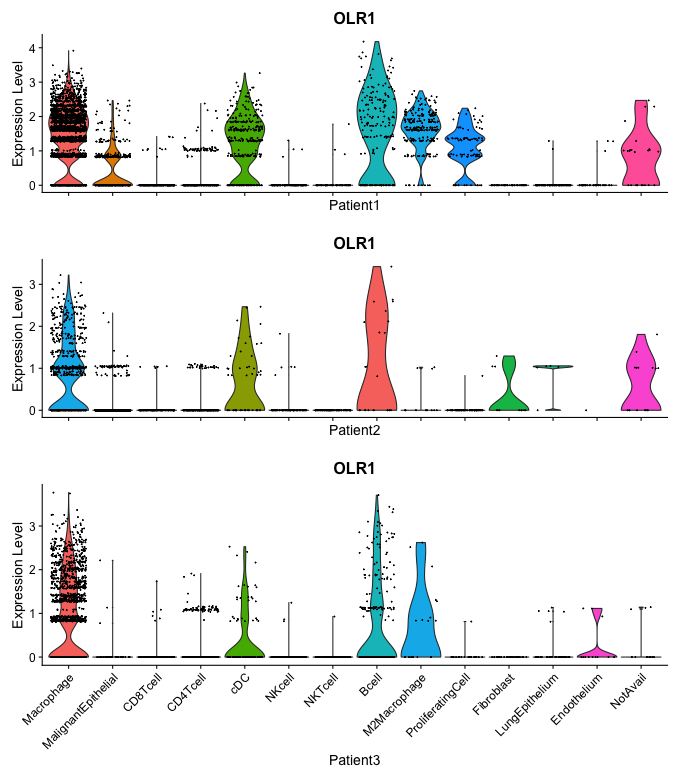 OLR1
Expression Level
4
3
2
1
0
Patient1
OLR1
Expression Level
3
2
1
0
Patient2
OLR1
Expression Level
3
2
1
0
Macrophage
MalignantEpithelial
CD8Tcell
CD4Tcell
cDC
NKcell
NKTcell
Bcell
M2Macrophage
ProliferatingCell
Fibroblast
LungEpithelium
Endothelium
NotAvail
Patient3